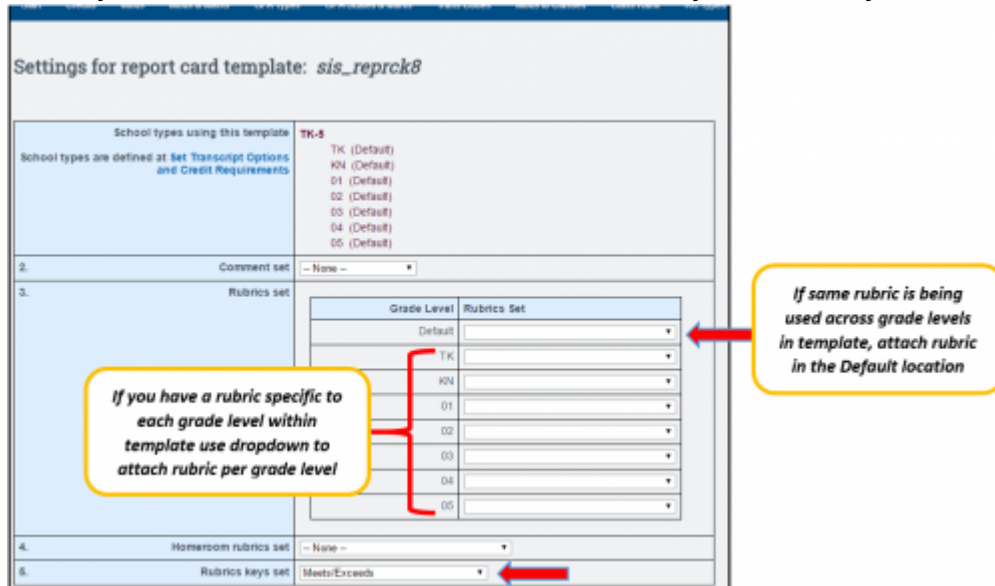 Settings for report card template: sis_reprck8
School types using this template
School types are defined at Set Transcript Options
and Credit Requirements
TK-5
TK (Default)
KN (Default)
01 (Default)
02 (Default)
03 (Default)
04 (Default)
05 (Default)
2. Comment set -- None --
3. Rubrics set
Grade Level Rubrics Set
Default
TK
KN
01
02
03
04
05
If same rubric is being
used across grade levels
in template, attach rubric
in the Default location
If you have a rubric specific to
each grade level within
template use dropdown to
attach rubric per grade level
4. Homeroom rubrics set -- None --
5. Rubrics keys set Meets/Exceeds